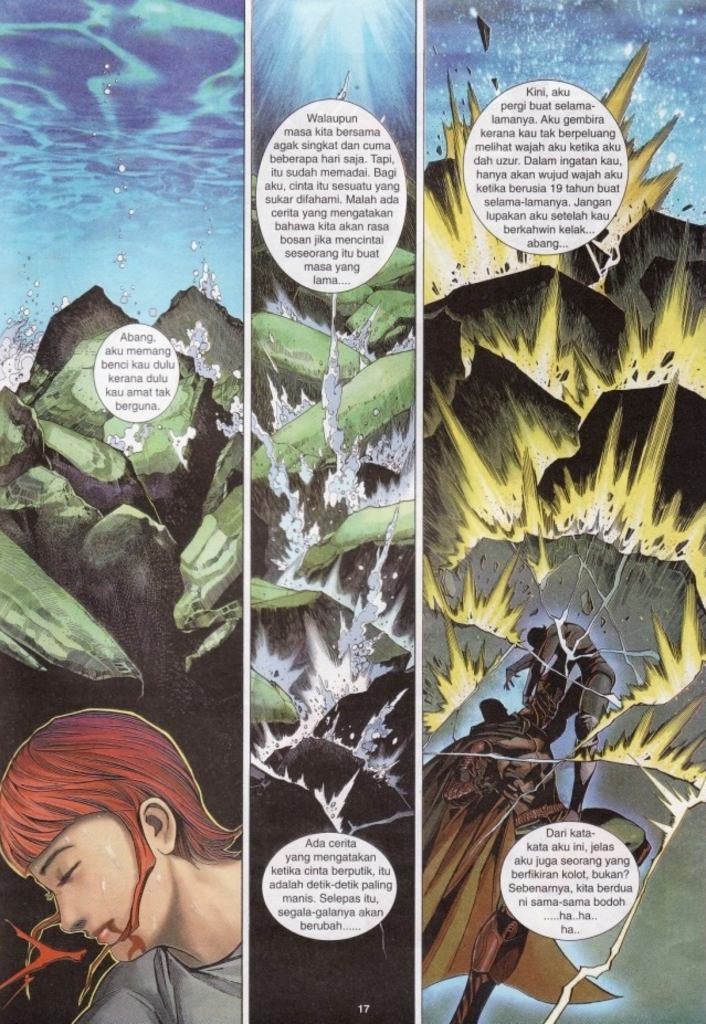 Abang,
aku memang
benci kau dulu
kerana dulu
kau amat tak
berguna.
Walaupun
masa kita bersama
agak singkat dan cuma
beberapa hari saja. Tapi,
itu sudah memadai. Bagi
aku, cinta itu sesuatu yang
sukar difahami. Malah ada
cerita yang mengatakan
bahawa kita akan rasa
bosan jika mencintai
seseorang itu buat
masa yang
lama....
Ada cerita
yang mengatakan
ketika cinta berputik, itu
adalah detik-detik paling
manis. Selepas itu,
segala-galanya akan
berubah......
Kini, aku
pergi buat selama-
lamanya. Aku gembira
kerana kau tak berpeluang
melihat wajah aku ketika aku
dah uzur. Dalam ingatan kau,
hanya wujud wajah aku
ketika berusia 19 tahun buat
selama-lamanya. Jangan
lupakan aku setelah kau
berkahwin kelak...
abang...
Dari kata-
kata aku ini, jelas
aku juga seorang yang
berfikiran kolot, bukan?
Sebenarnya, kita berdua
ni sama-sama bodoh
.....ha..ha..
ha..
17